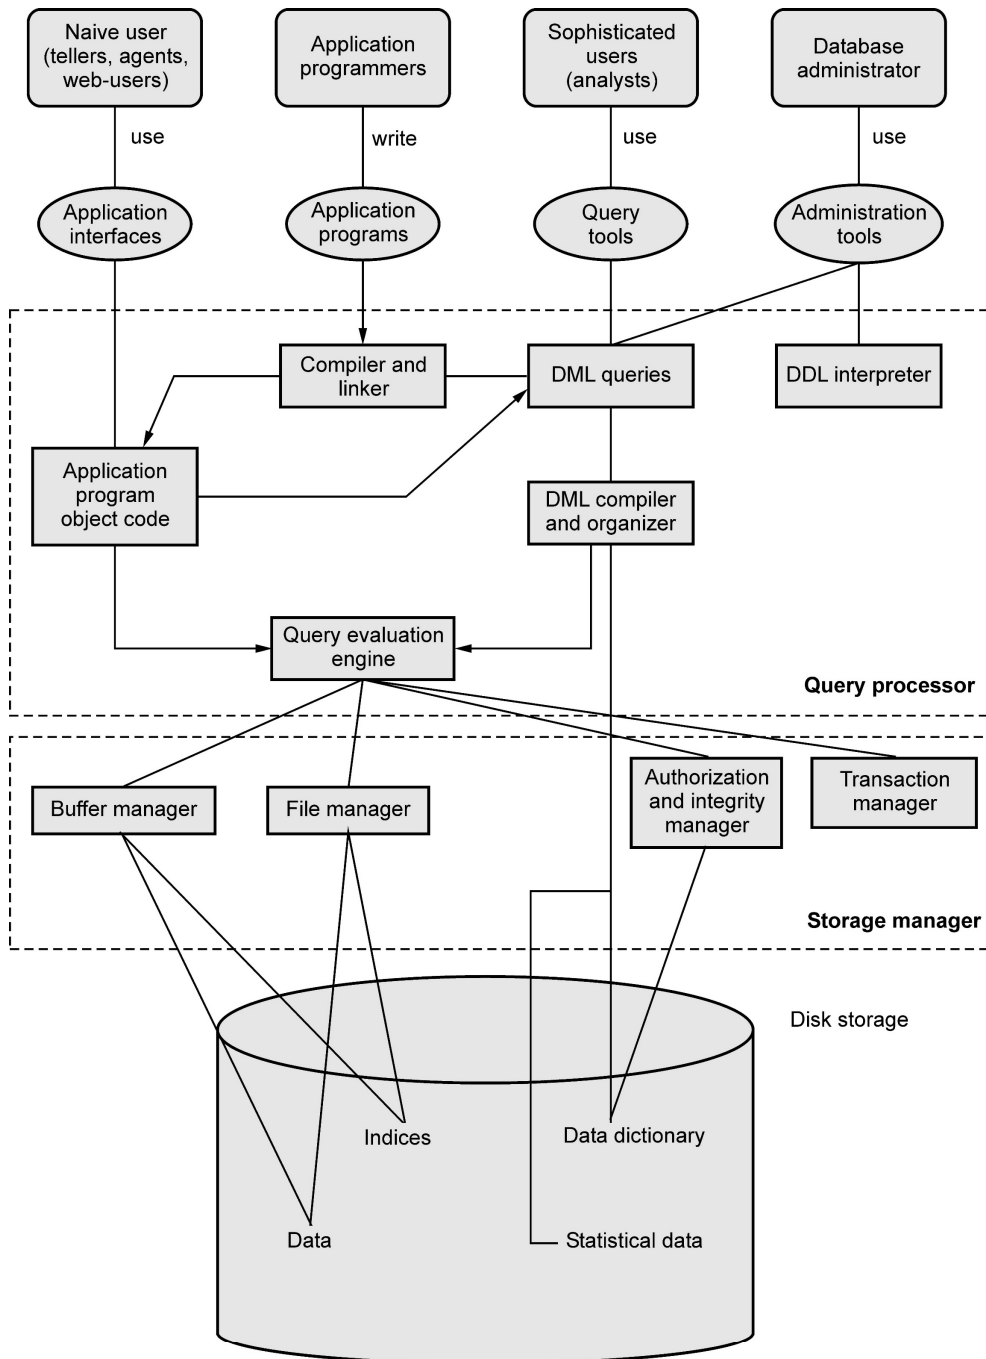 Naive user
(tellers, agents,
web-users)
Application
programmers
Sophisticated
users
(analysts)
Database
administrator
use
write
use
use
Application
interfaces
Application
programs
Query
tools
Administration
tools
Compiler and
linker
DML queries
DDL interpreter
Application
program
object code
DML compiler
and organizer
Query evaluation
engine
Query processor
Buffer manager
File manager
Authorization
and integrity
manager
Transaction
manager
Storage manager
Disk storage
Indices
Data dictionary
Data
Statistical data